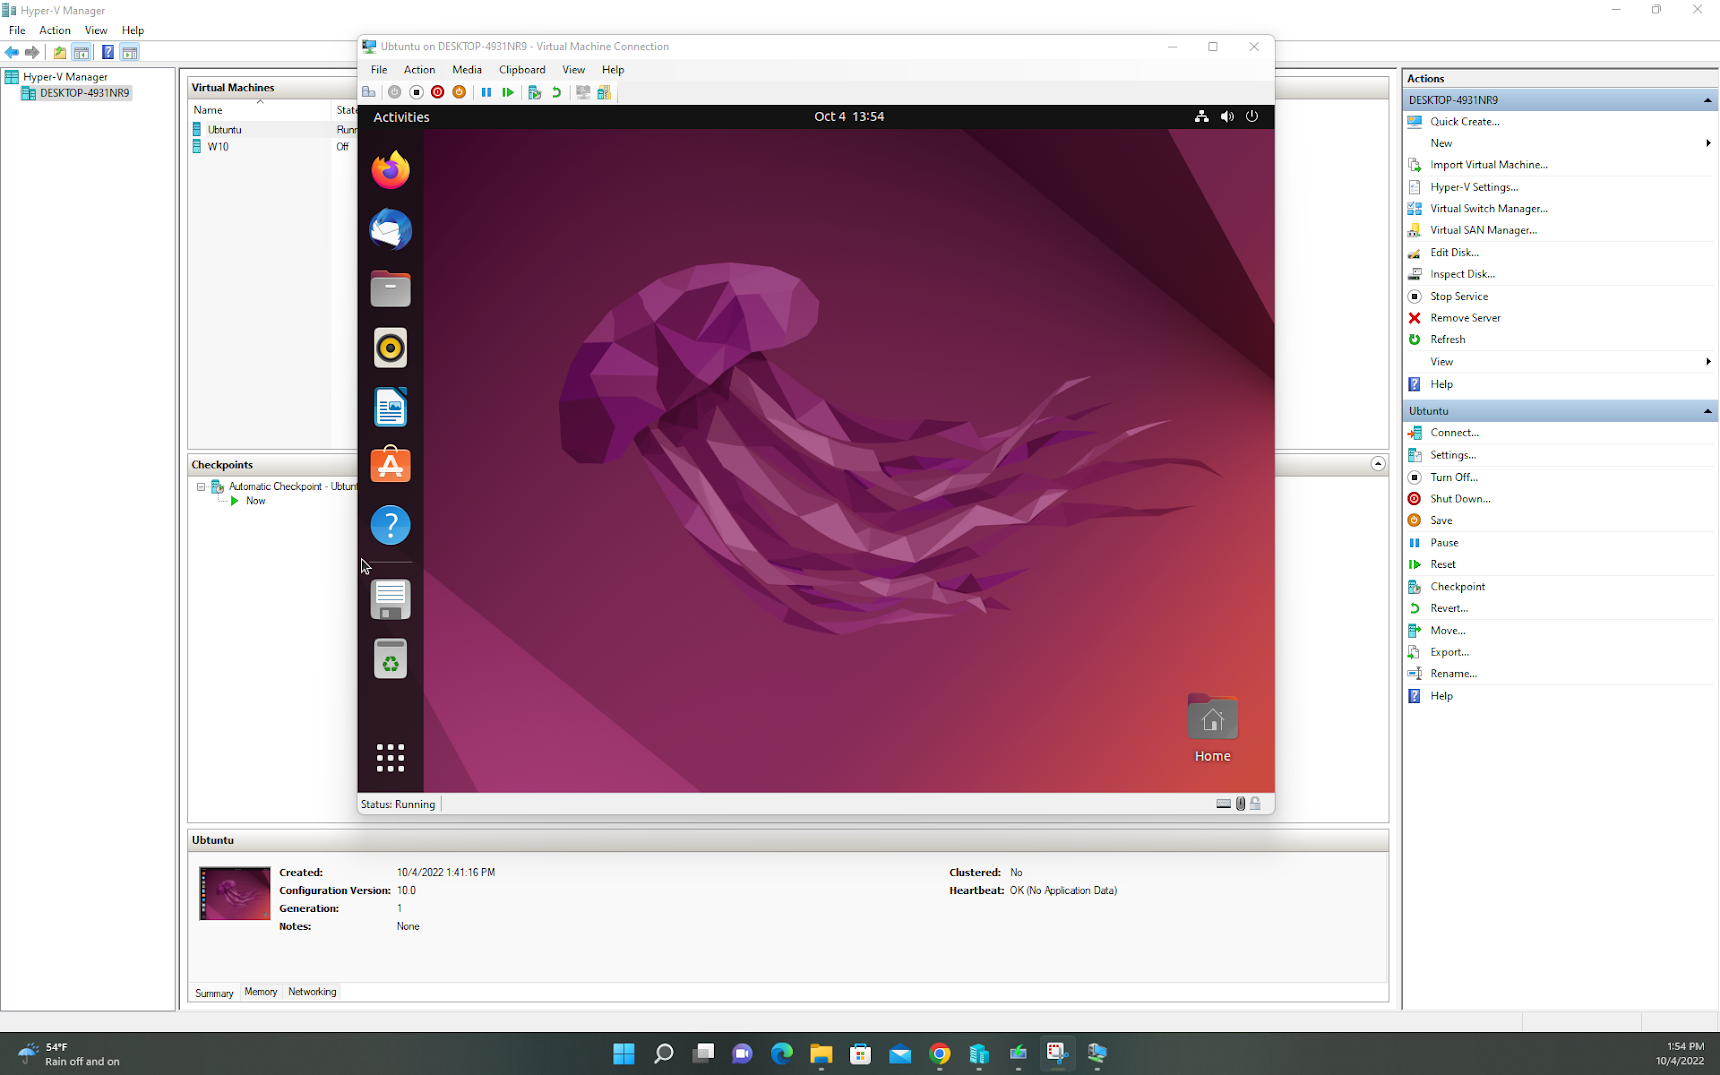 Hyper-V Manager
File Action View Help
Hyper-V Manager
DESKTOP-4931NR9
Virtual Machines
Name State
Ubtuntu Runr
W10 Off
Checkpoints
Automatic Checkpoint - Ubtunt
Now
Ubtuntu on DESKTOP-4931NR9 - Virtual Machine Connection
File Action Media Clipboard View Help
Activities
Oct 4 13:54
Home
Status: Running
Ubtuntu
Created: 10/4/2022 1:41:16 PM
Configuration Version: 10.0
Generation: 1
Notes: None
Clustered: No
Heartbeat: OK (No Application Data)
Summary Memory Networking
Actions
DESKTOP-4931NR9
Quick Create...
New
Import Virtual Machine...
Hyper-V Settings...
Virtual Switch Manager...
Virtual SAN Manager...
Edit Disk...
Inspect Disk...
Stop Service
Remove Server
Refresh
View
Help
Ubtuntu
Connect...
Settings...
Turn Off...
Shut Down...
Save
Pause
Reset
Checkpoint
Revert...
Move...
Export...
Rename...
Help
54°F
Rain off and on
1:54 PM
10/4/2022